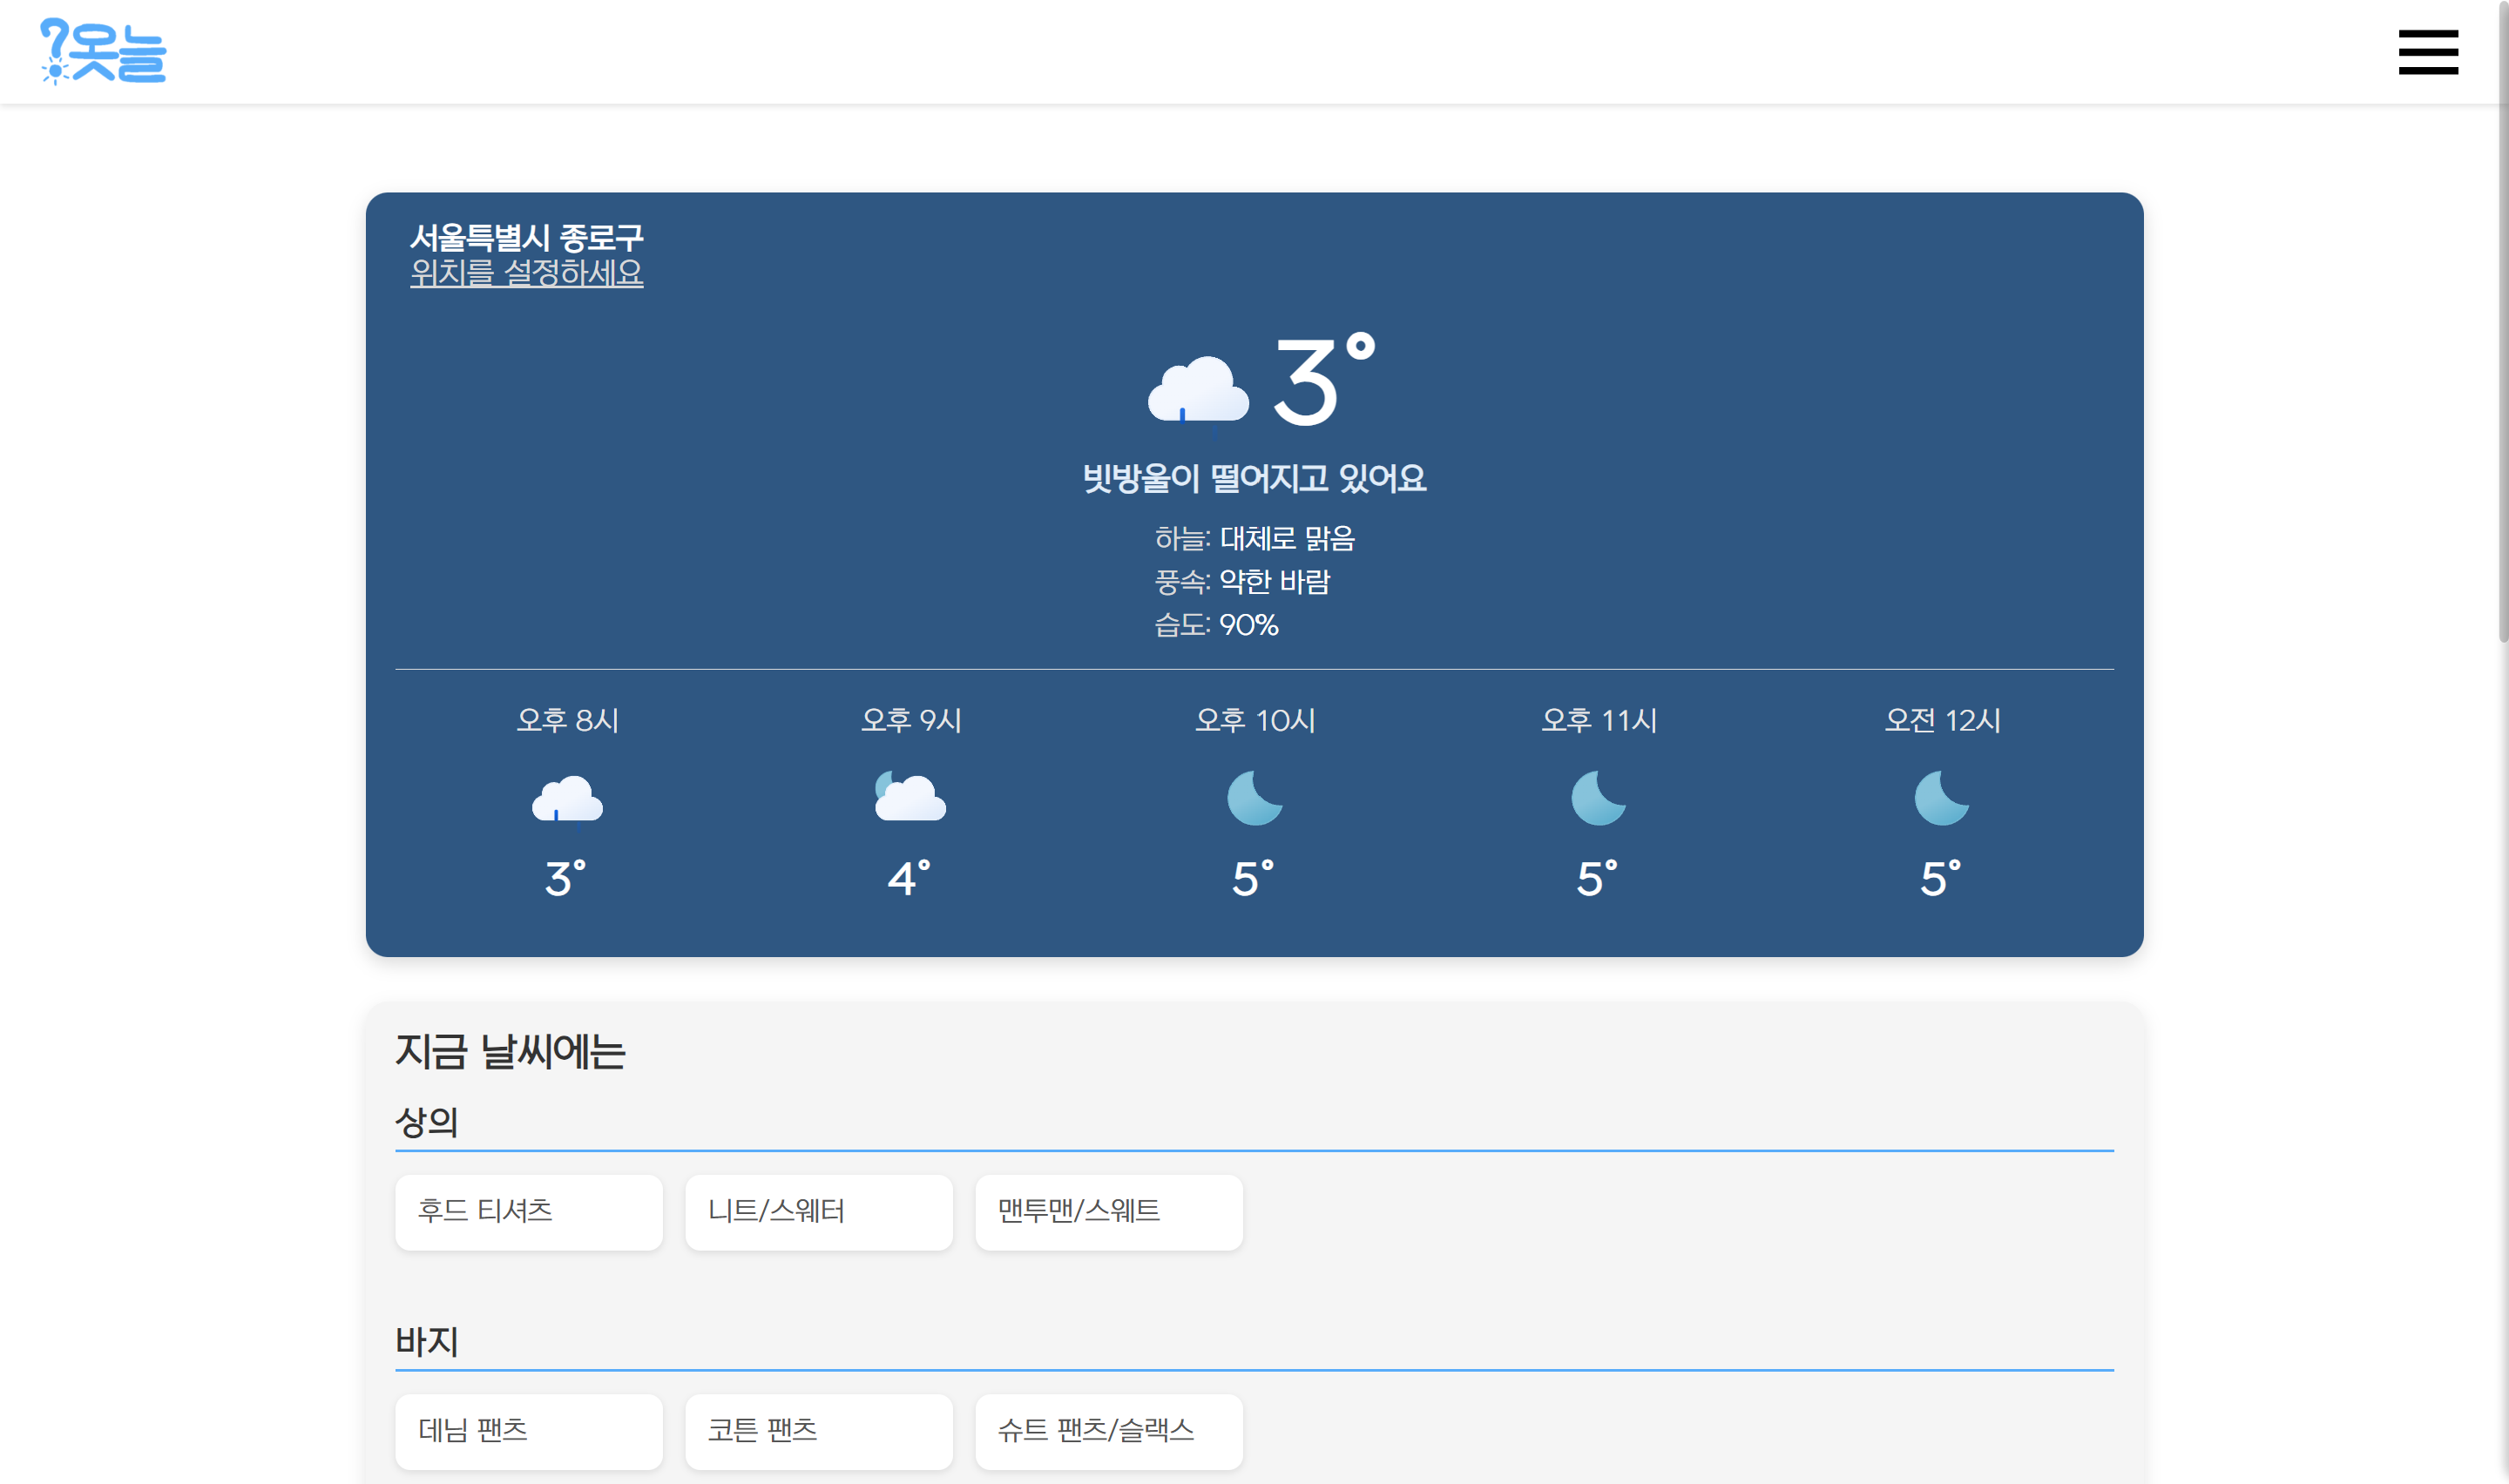 ?옷늘
서울특별시 종로구
위치를 설정하세요
3°
빗방울이 떨어지고 있어요
하늘: 대체로 맑음
풍속: 약한 바람
습도: 90%
오후 8시 오후 9시 오후 10시 오후 11시 오전 12시
3° 4° 5° 5° 5°
지금 날씨에는
상의
후드 티셔츠 니트/스웨터 맨투맨/스웨트
바지
데님 팬츠 코튼 팬츠 슈트 팬츠/슬랙스